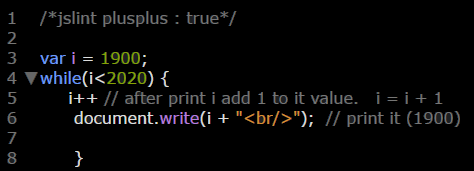 1 /*jslint plusplus : true*/
2
3 var i = 1900;
4 while(i<2020) {
5 i++ // after print i add 1 to it value.   i = i + 1
6 document.write(i + "<br/>");  // print it (1900)
7
8 }